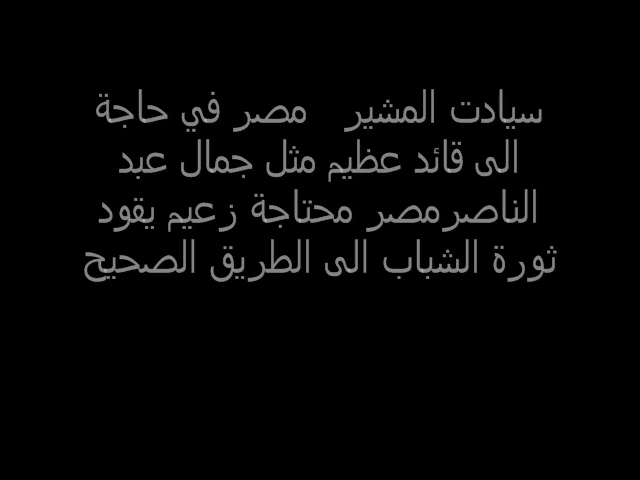 سيادت المشير مصر في حاجة
الى قائد عظيم مثل جمال عبد
الناصرمصر محتاجة زعيم يقود
ثورة الشباب الى الطريق الصحيح